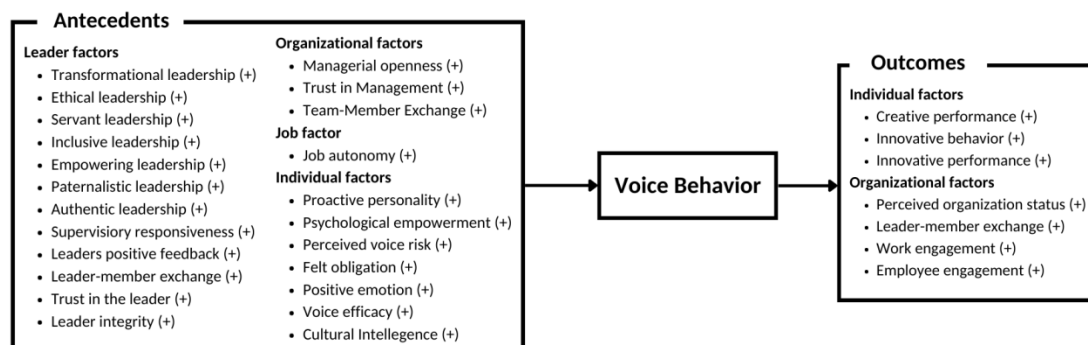 Antecedents
Leader factors
• Transformational leadership (+)
• Ethical leadership (+)
• Servant leadership (+)
• Inclusive leadership (+)
• Empowering leadership (+)
• Paternalistic leadership (+)
• Authentic leadership (+)
• Supervisiory responsiveness (+)
• Leaders positive feedback (+)
• Leader-member exchange (+)
• Trust in the leader (+)
• Leader integrity (+)
Organizational factors
• Managerial openness (+)
• Trust in Management (+)
• Team-Member Exchange (+)
Job factor
• Job autonomy (+)
Individual factors
• Proactive personality (+)
• Psychological empowerment (+)
• Perceived voice risk (+)
• Felt obligation (+)
• Positive emotion (+)
• Voice efficacy (+)
• Cultural Intellegence (+)
Voice Behavior
Outcomes
Individual factors
• Creative performance (+)
• Innovative behavior (+)
• Innovative performance (+)
Organizational factors
• Perceived organization status (+)
• Leader-member exchange (+)
• Work engagement (+)
• Employee engagement (+)